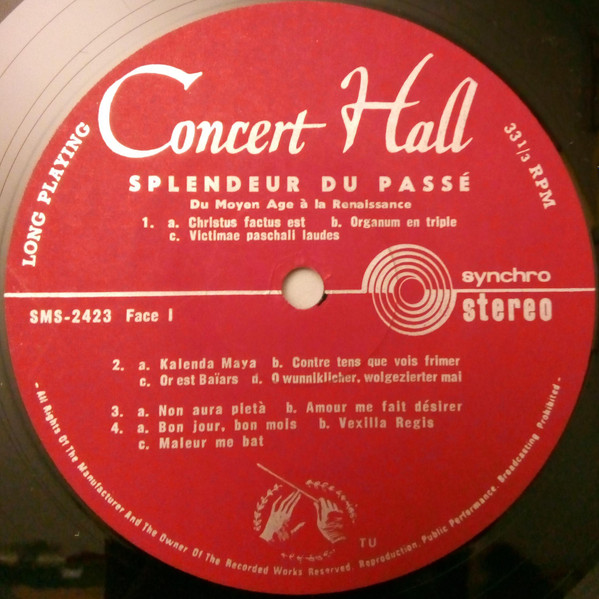 Concert Hall
LONG PLAYING
33 1/3 RPM
SPLENDEUR DU PASSÉ
Du Moyen Age à la Renaissance
1. a. Christus factus est b. Organum en triple
c. Victimae paschali laudes
synchro
stereo
SMS-2423 Face I
2. a. Kalenda Maya b. Contre tens que vois frimer
c. Or est Baïars d. O wunniklicher, wolgezierter mai
3. a. Non aura pietà b. Amour me fait désirer
4. a. Bon jour, bon mois b. Vexilla Regis
c. Maleur me bat
TU
- All Rights Of The Manufacturer And The Owner Of The Recorded Works Reserved. Reproduction, Public Performance, Broadcasting Prohibited -